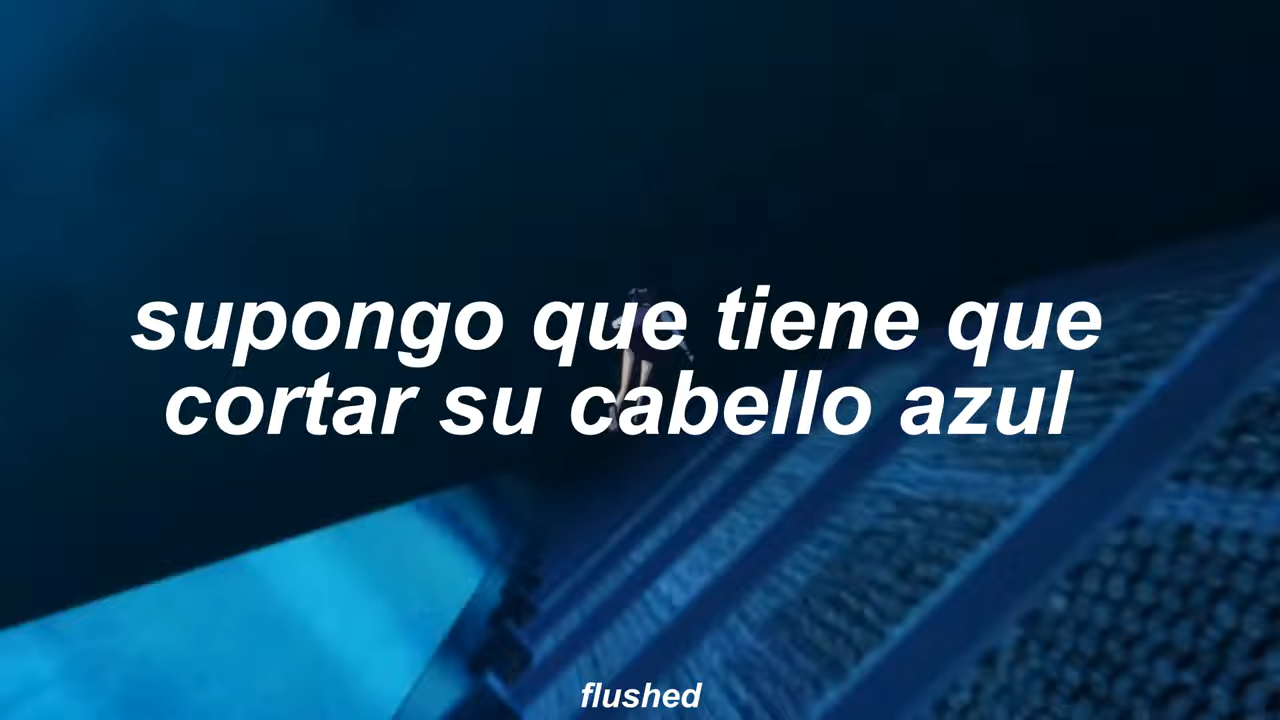 supongo que tiene que
cortar su cabello azul
flushed